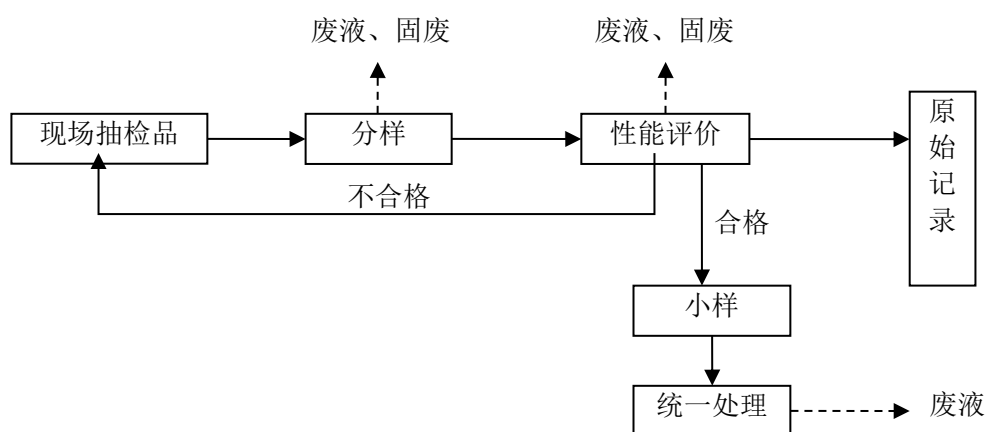 废液、固废
废液、固废
现场抽检品
分样
性能评价
原始记录
不合格
合格
小样
统一处理
废液